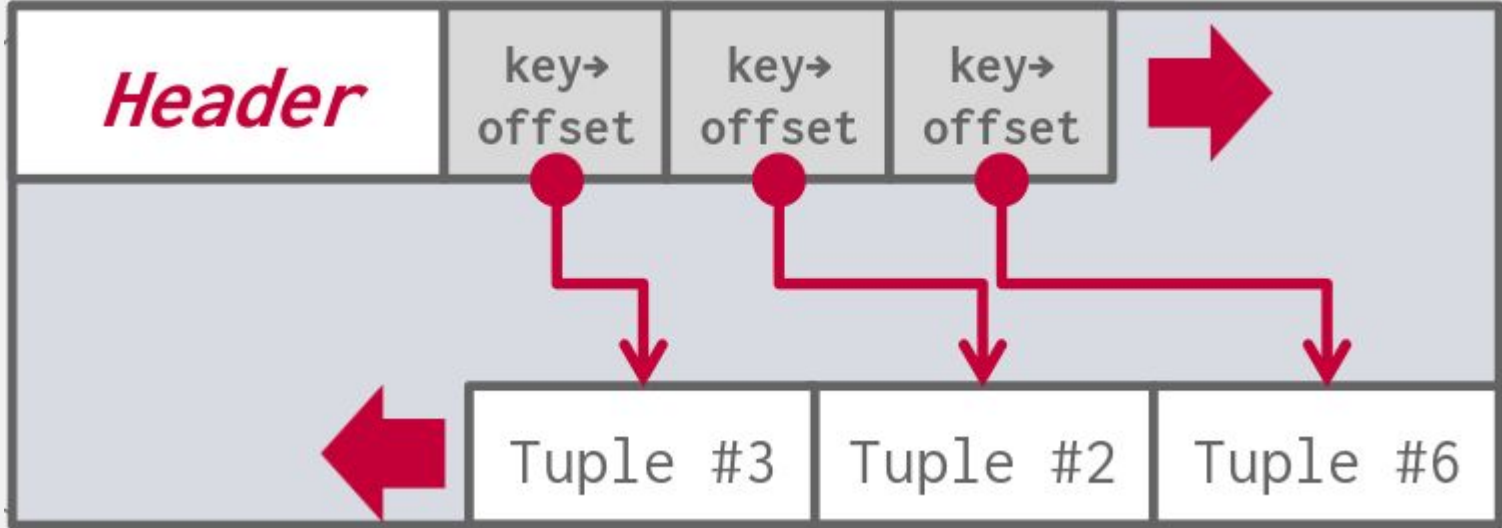 Header
key→
offset
key→
offset
key→
offset
Tuple #3
Tuple #2
Tuple #6